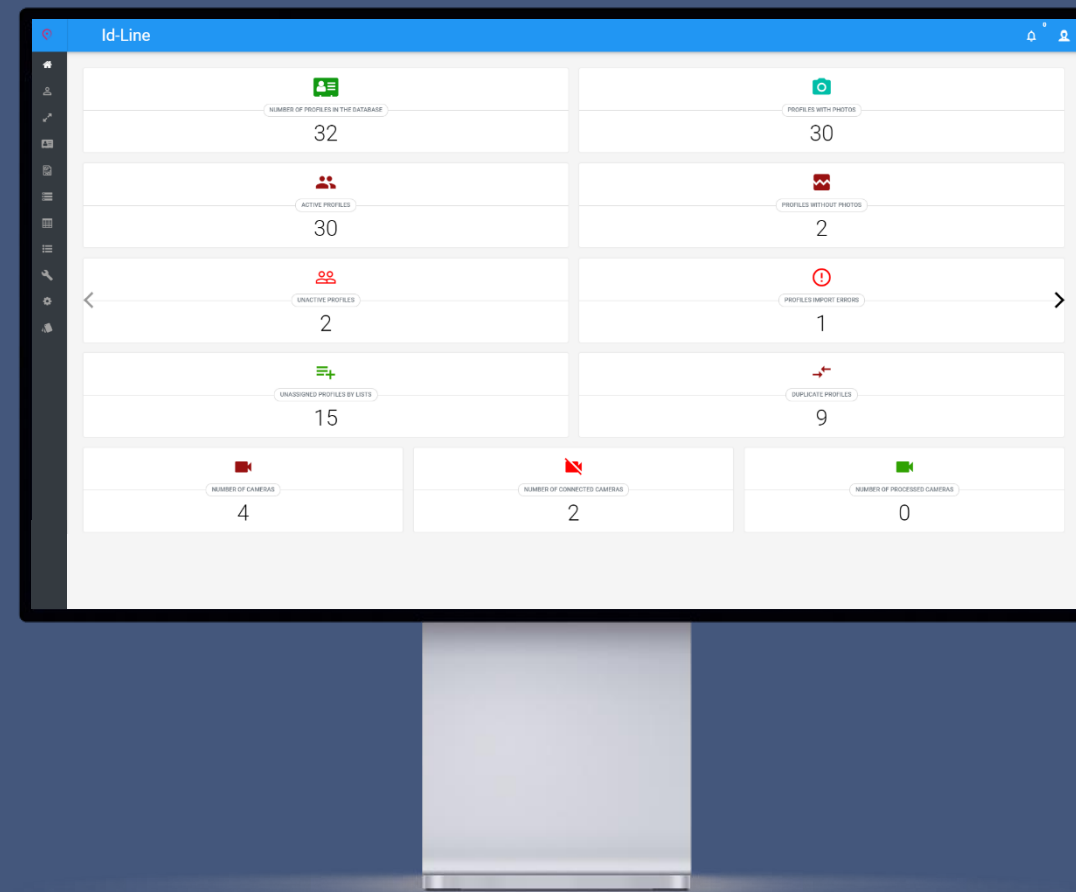 Id-Line
0
NUMBER OF PROFILES IN THE DATABASE
32
PROFILES WITH PHOTOS
30
ACTIVE PROFILES
30
PROFILES WITHOUT PHOTOS
2
UNACTIVE PROFILES
2
PROFILES IMPORT ERRORS
1
UNASSIGNED PROFILES BY LISTS
15
DUPLICATE PROFILES
9
NUMBER OF CAMERAS
4
NUMBER OF CONNECTED CAMERAS
2
NUMBER OF PROCESSED CAMERAS
0